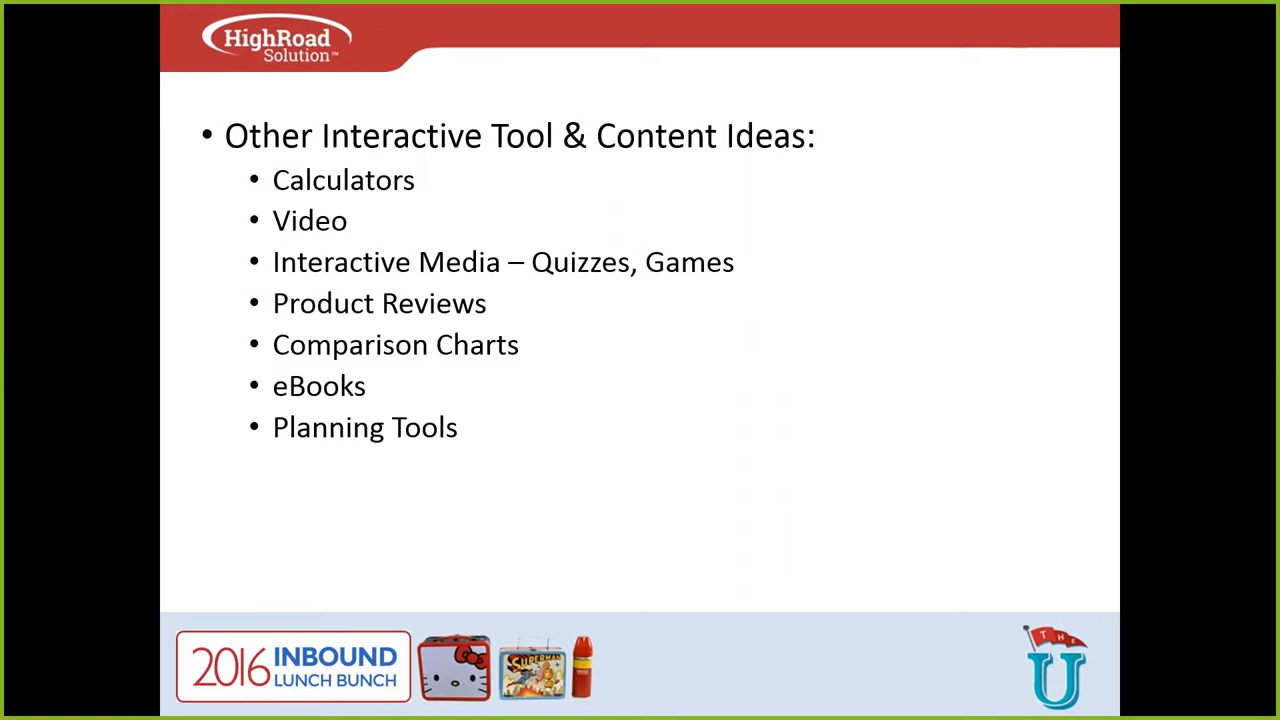 HighRoad
Solution™
• Other Interactive Tool & Content Ideas:
• Calculators
• Video
• Interactive Media – Quizzes, Games
• Product Reviews
• Comparison Charts
• eBooks
• Planning Tools
2016 INBOUND
LUNCH BUNCH
SUPERMAN
THE
U